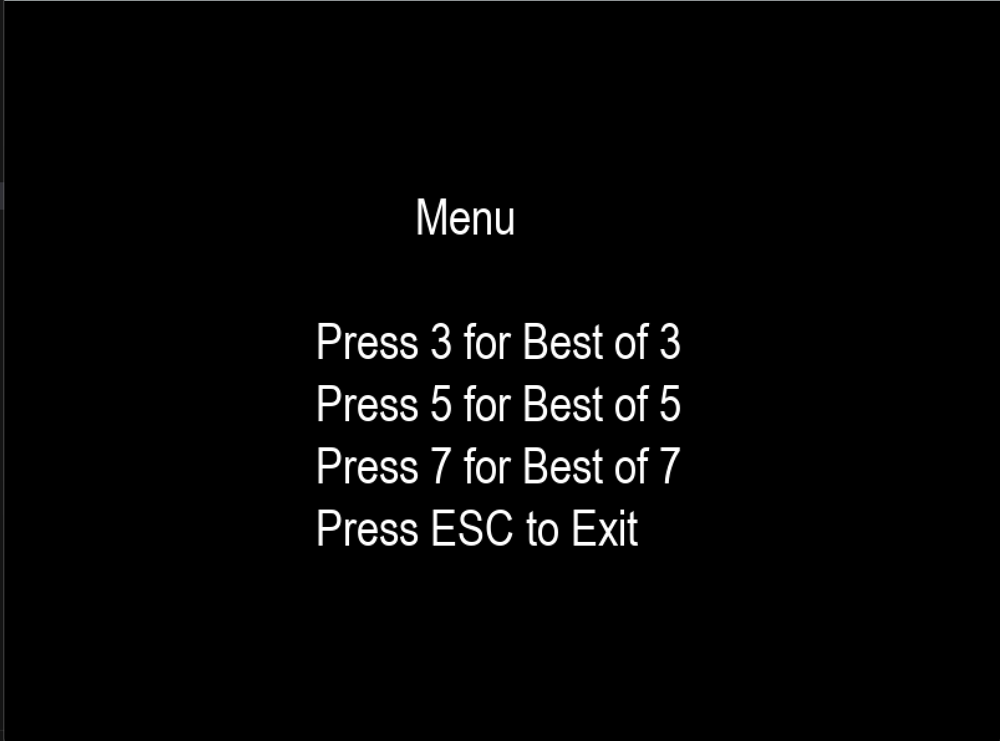 Menu
Press 3 for Best of 3
Press 5 for Best of 5
Press 7 for Best of 7
Press ESC to Exit